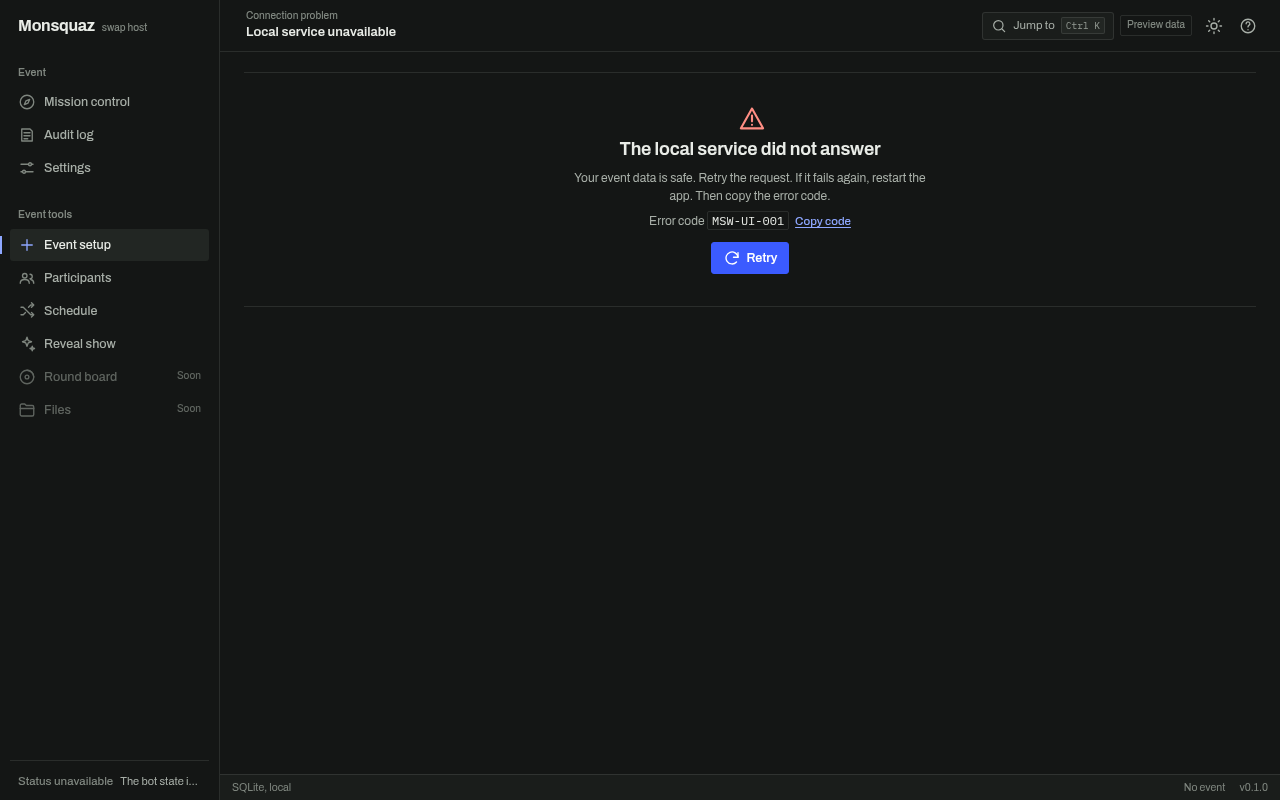 Monsquaz swap host
Event
Mission control
Audit log
Settings
Event tools
Event setup
Participants
Schedule
Reveal show
Round board Soon
Files Soon
Status unavailable The bot state i...
Connection problem
Local service unavailable
Jump to Ctrl K
Preview data
The local service did not answer
Your event data is safe. Retry the request. If it fails again, restart the
app. Then copy the error code.
Error code MSW-UI-001 Copy code
Retry
SQLite, local
No event v0.1.0